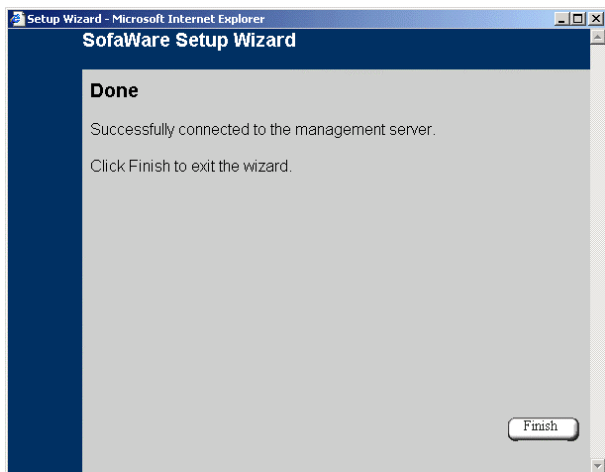 Setup Wizard - Microsoft Internet Explorer
SofaWare Setup Wizard
Done
Successfully connected to the management server.
Click Finish to exit the wizard.
Finish